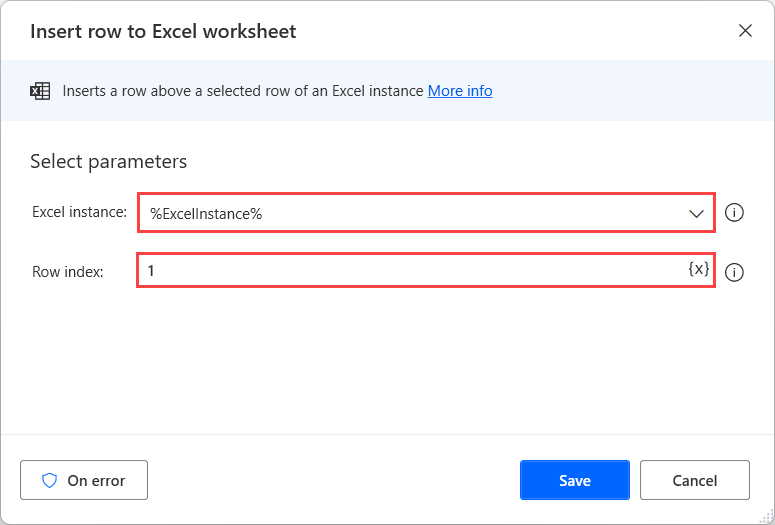 Insert row to Excel worksheet
Inserts a row above a selected row of an Excel instance More info
Select parameters
Excel instance: %ExcelInstance%
Row index: 1 {x}
On error Save Cancel